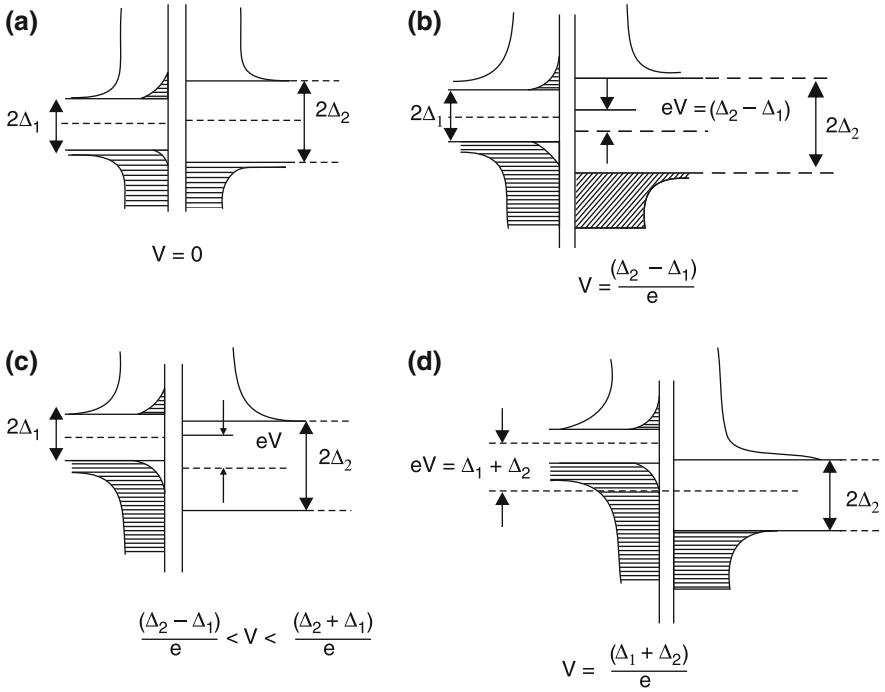 (a)
2Δ₁
2Δ₂
V = 0
(b)
2Δ₁
eV = (Δ₂ – Δ₁)
2Δ₂
V = (Δ₂ – Δ₁)
e
(c)
2Δ₁
eV
2Δ₂
(Δ₂ – Δ₁) < V < (Δ₂ + Δ₁)
e e
(d)
eV = Δ₁ + Δ₂
2Δ₂
V = (Δ₁ + Δ₂)
e